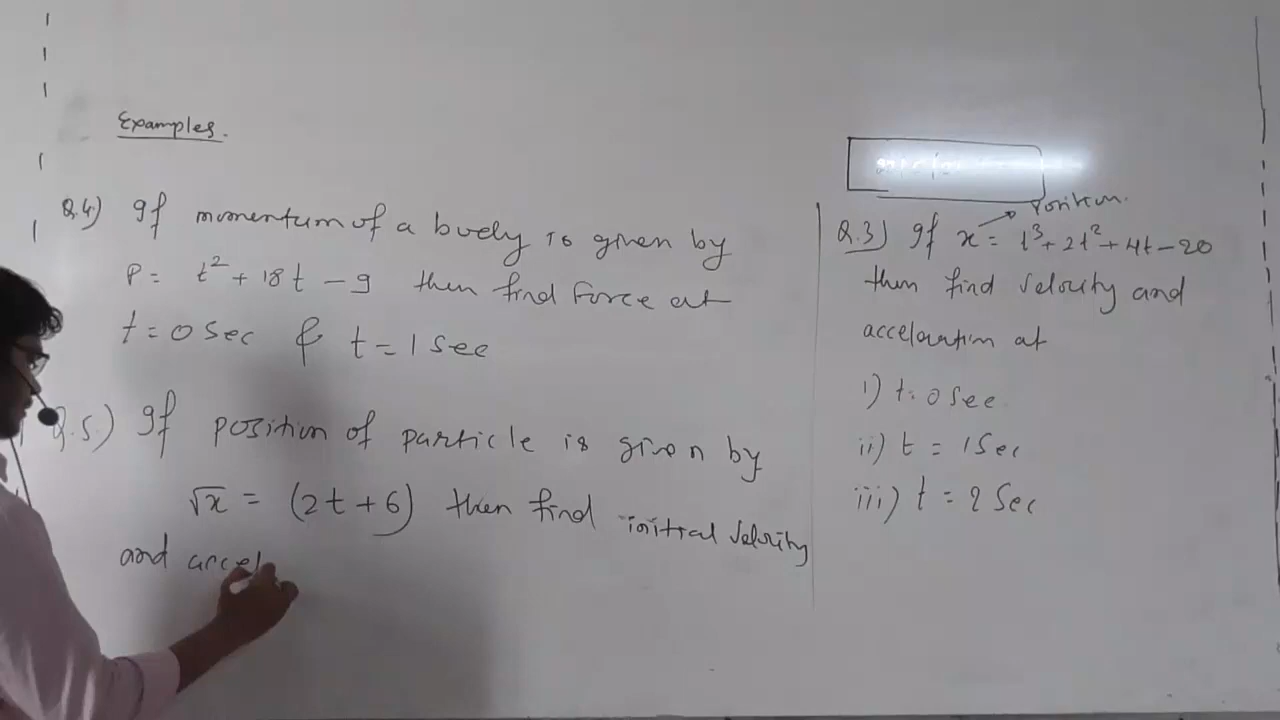 Examples.
Q.4) If momentum of a body is given by
P = t² + 18t - 9 then find force at
t = 0 sec & t = 1 sec
Q.5.) If position of particle is given by
√x = (2t + 6) then find initial velocity
and accel
Position.
Q.3) If x = t³ + 2t² + 4t - 20
then find velocity and
acceleration at
i) t = 0 sec.
ii) t = 1 Sec
iii) t = 2 Sec